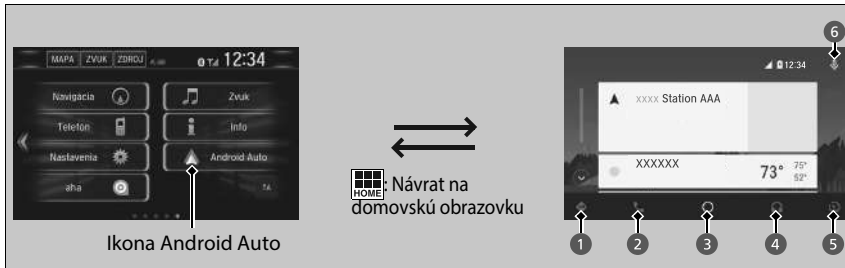 MAPA ZVUK ZDROJ 12:34
Navigácia
Zvuk
Telefón
Info
Nastavenia
Android Auto
aha
TA
Ikona Android Auto
HOME : Návrat na
domovskú obrazovku
6
12:34
xxxx Station AAA
XXXXXX
73° 75°
52°
1 2 3 4 5